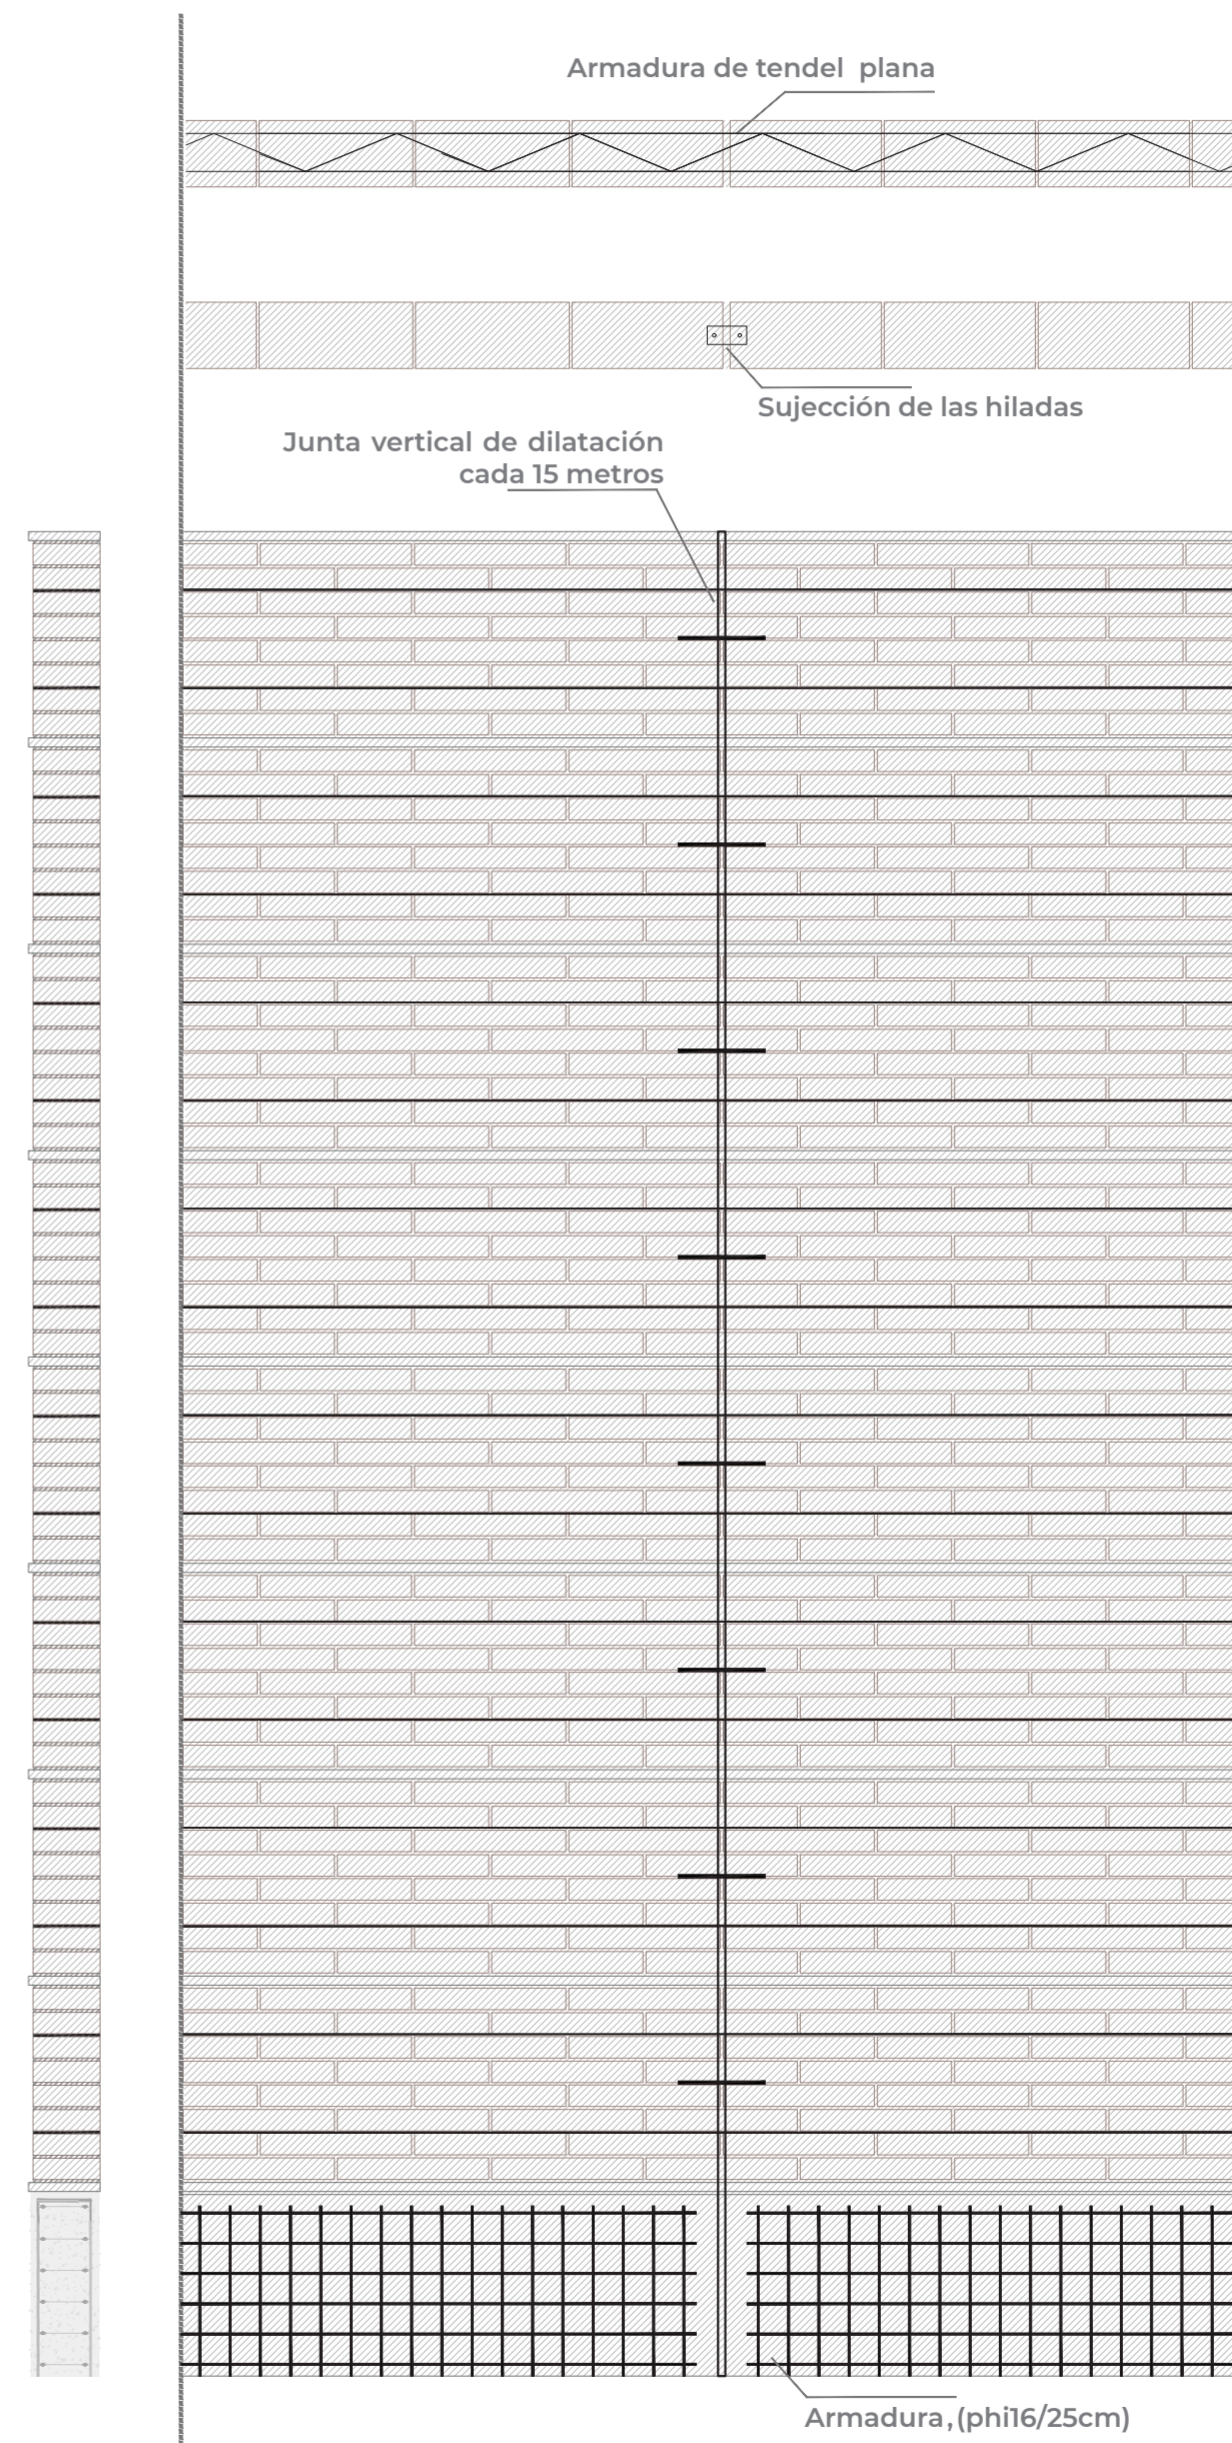 Armadura de tendel plana
Sujección de las hiladas
Junta vertical de dilatación
cada 15 metros
Armadura, (phi16/25cm)